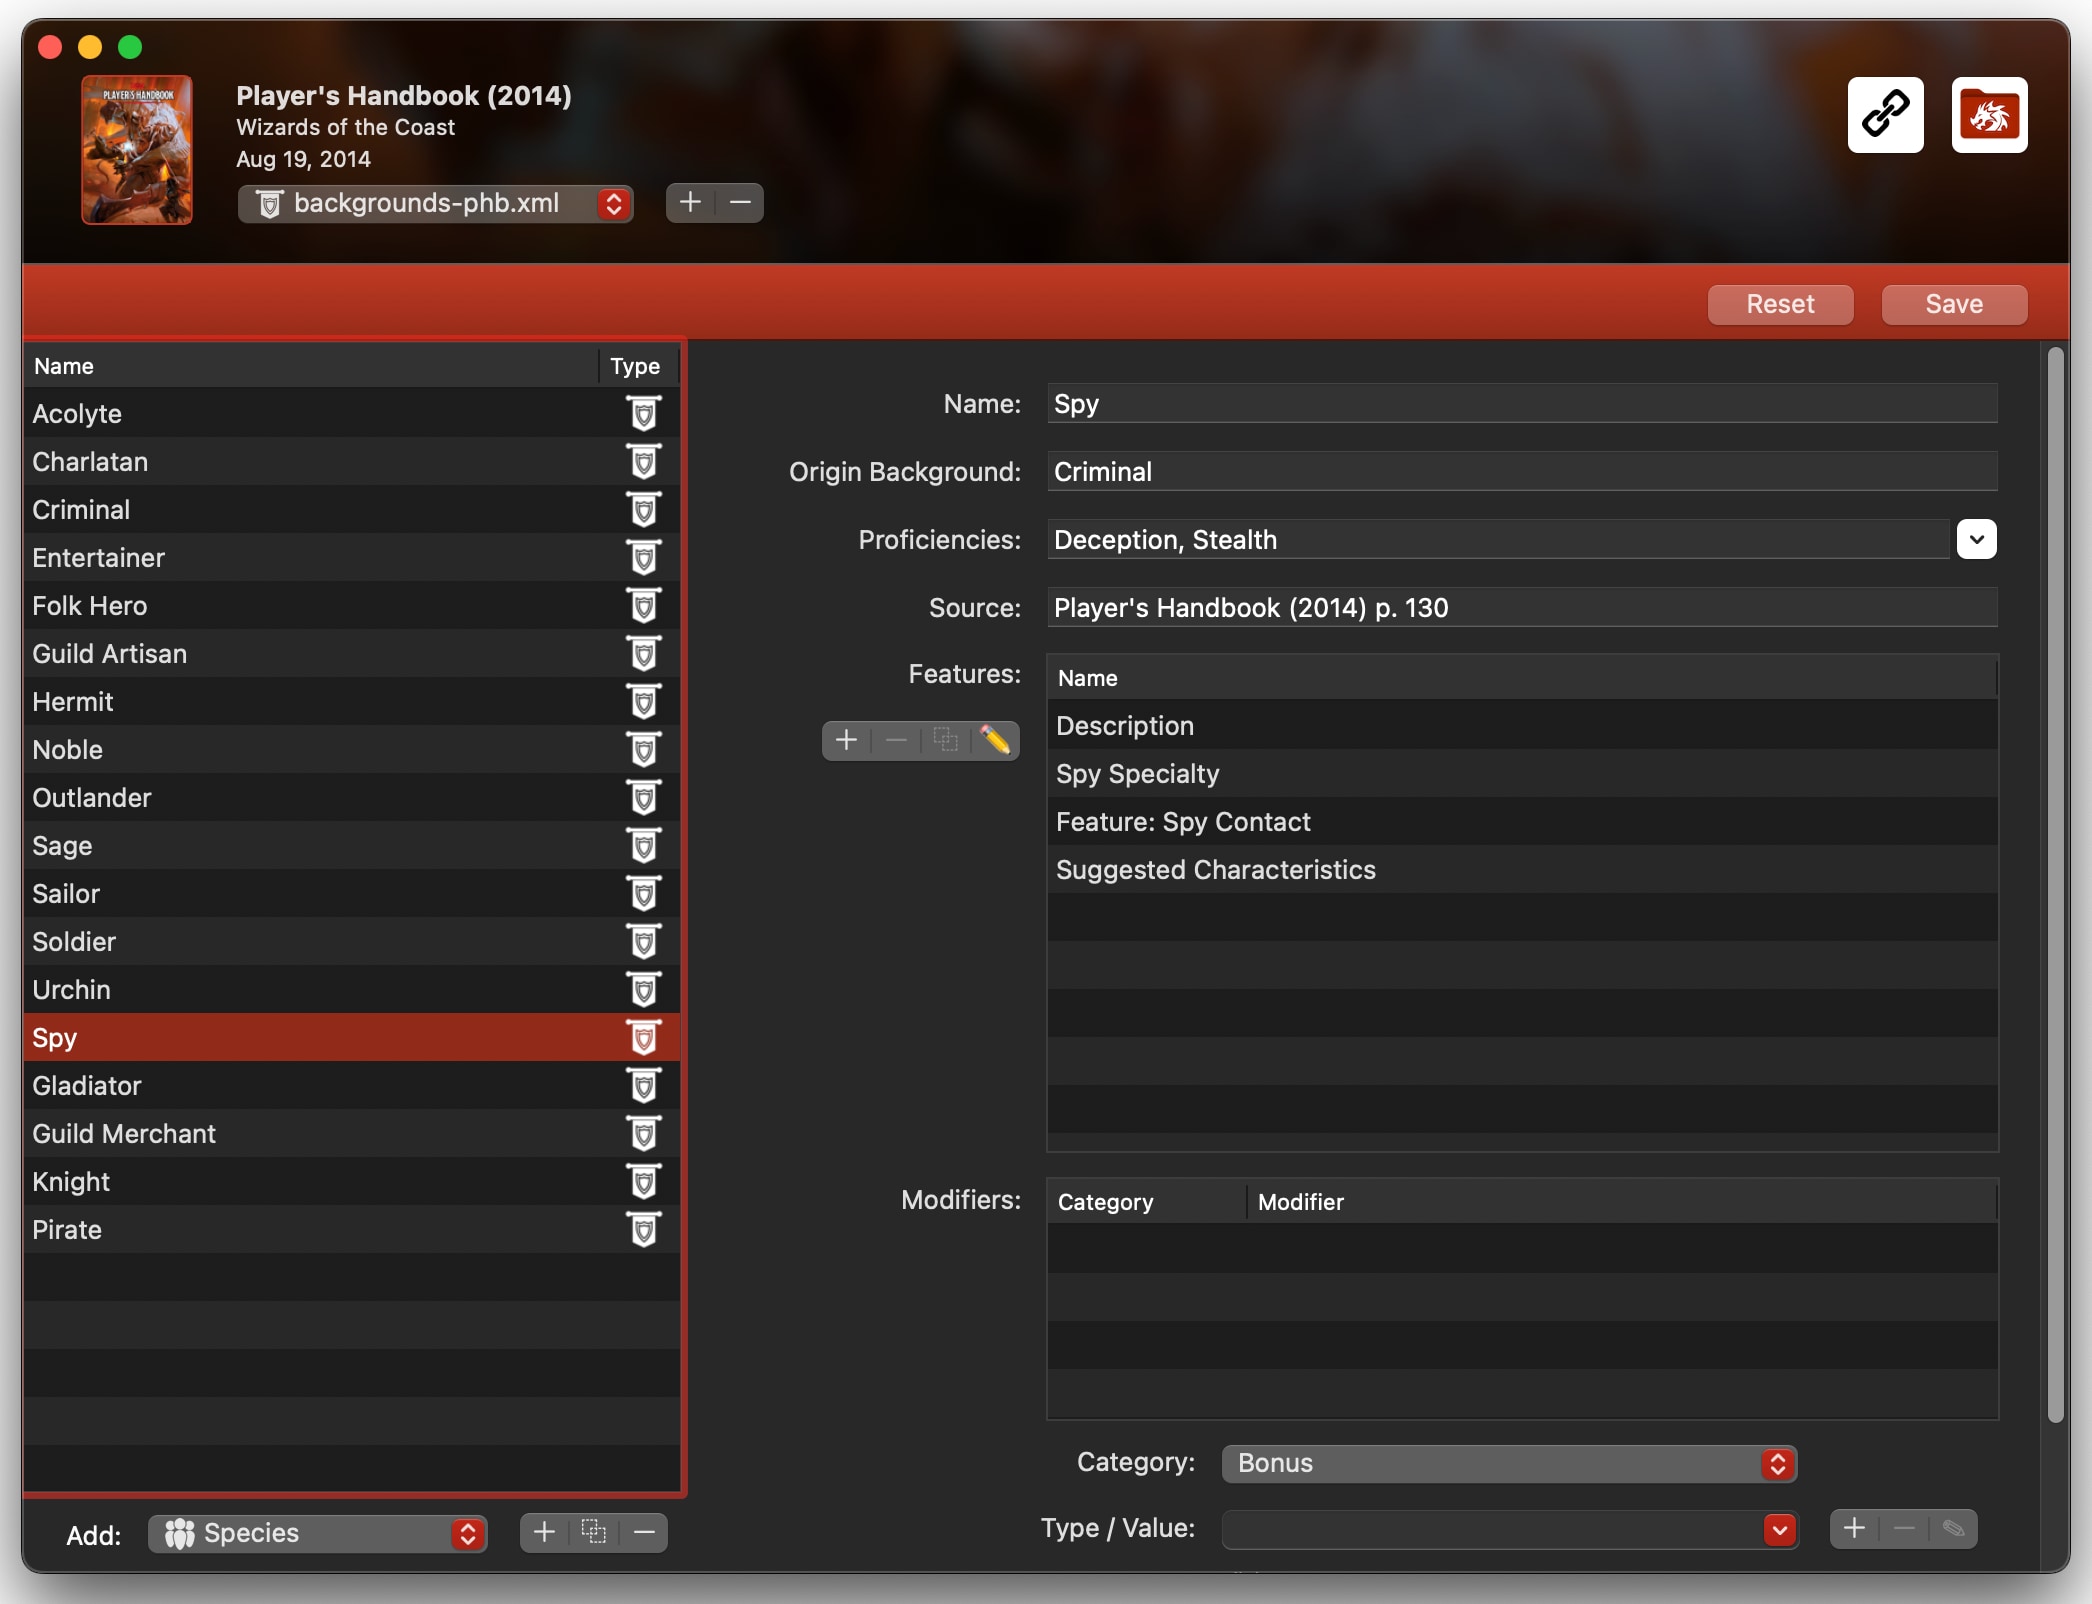 PLAYER'S HANDBOOK
Player's Handbook (2014)
Wizards of the Coast
Aug 19, 2014
backgrounds-phb.xml
Reset
Save
Name
Type
Acolyte
Charlatan
Criminal
Entertainer
Folk Hero
Guild Artisan
Hermit
Noble
Outlander
Sage
Sailor
Soldier
Urchin
Spy
Gladiator
Guild Merchant
Knight
Pirate
Add:
Species
Name:
Spy
Origin Background:
Criminal
Proficiencies:
Deception, Stealth
Source:
Player's Handbook (2014) p. 130
Features:
Name
Description
Spy Specialty
Feature: Spy Contact
Suggested Characteristics
Modifiers:
Category
Modifier
Category:
Bonus
Type / Value: